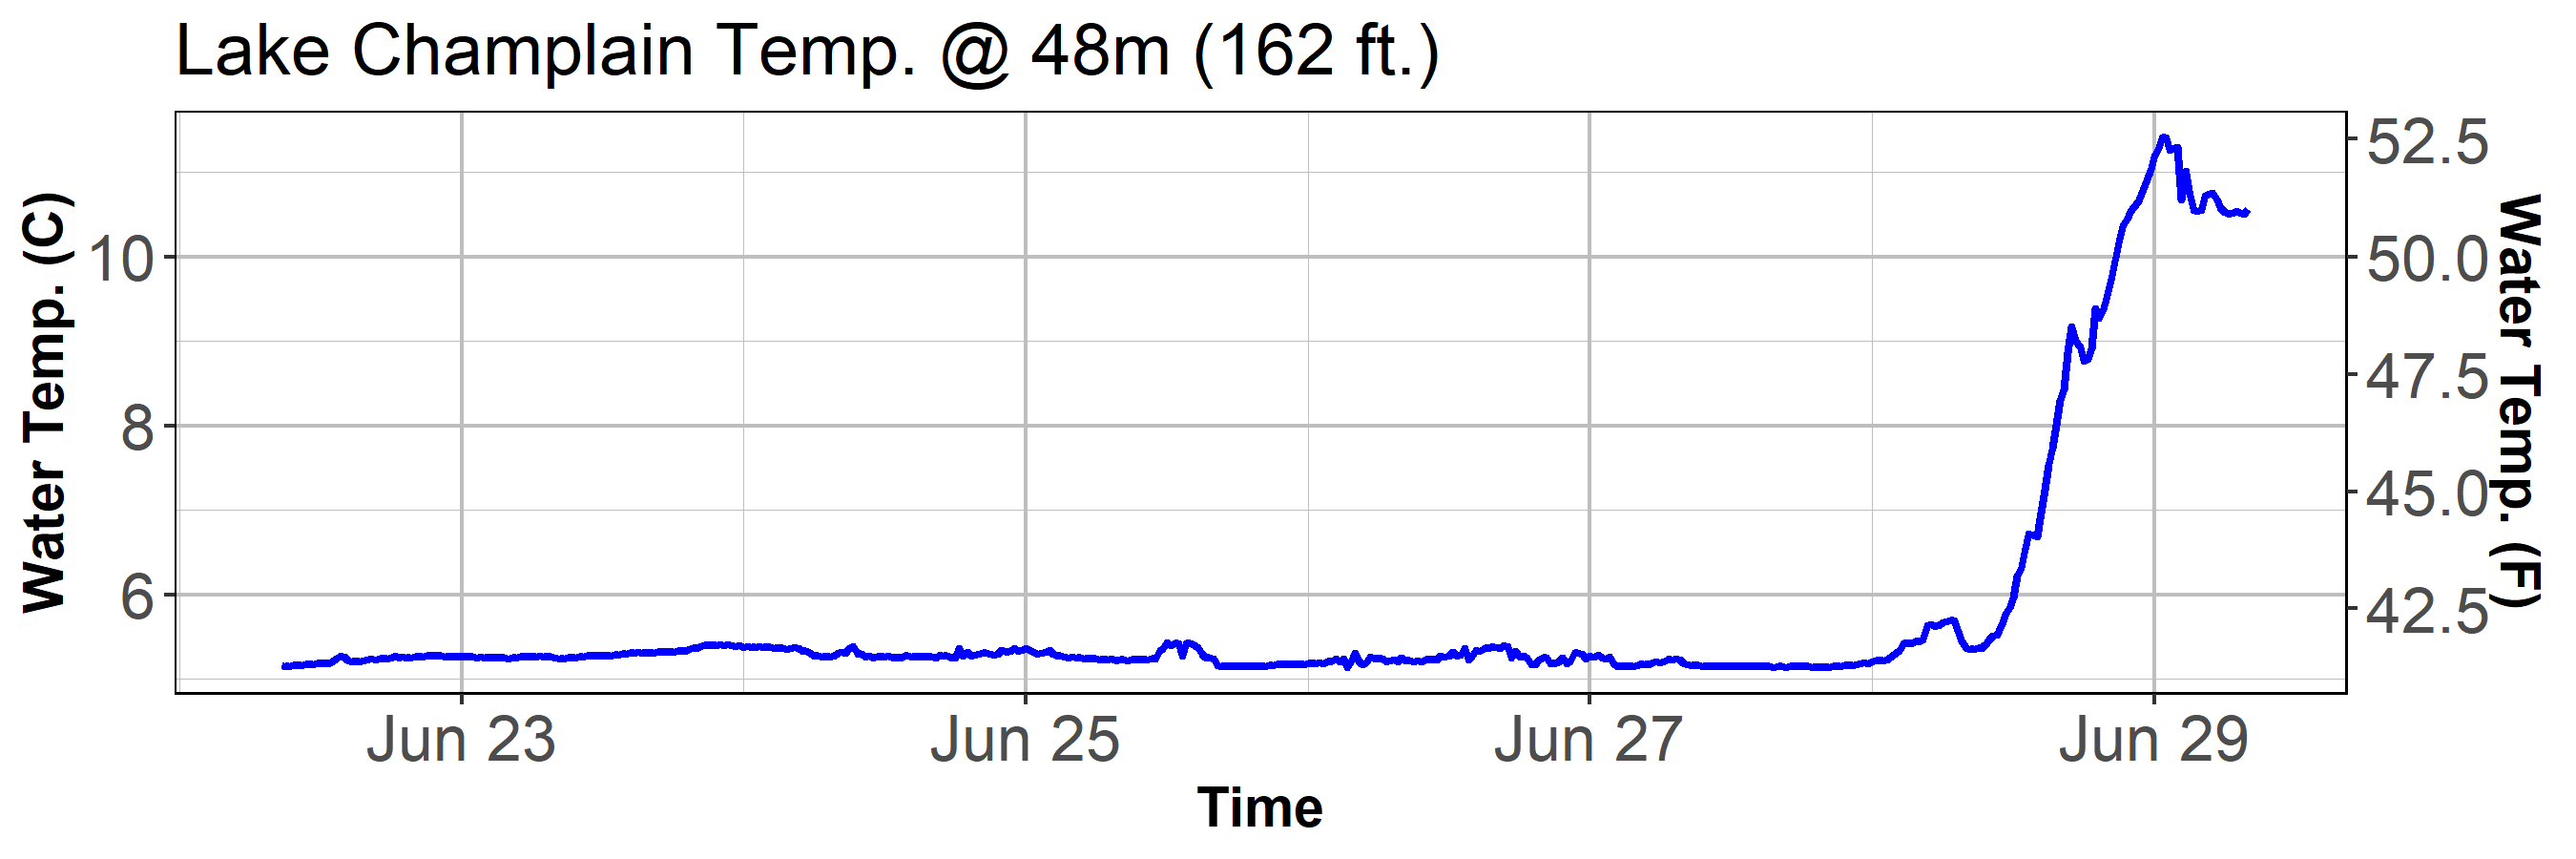 Lake Champlain Temp. @ 48m (162 ft.)
Water Temp. (C)
10
8
6
52.5
50.0
47.5
45.0
42.5
Water Temp. (F)
Jun 23 Jun 25 Jun 27 Jun 29
Time